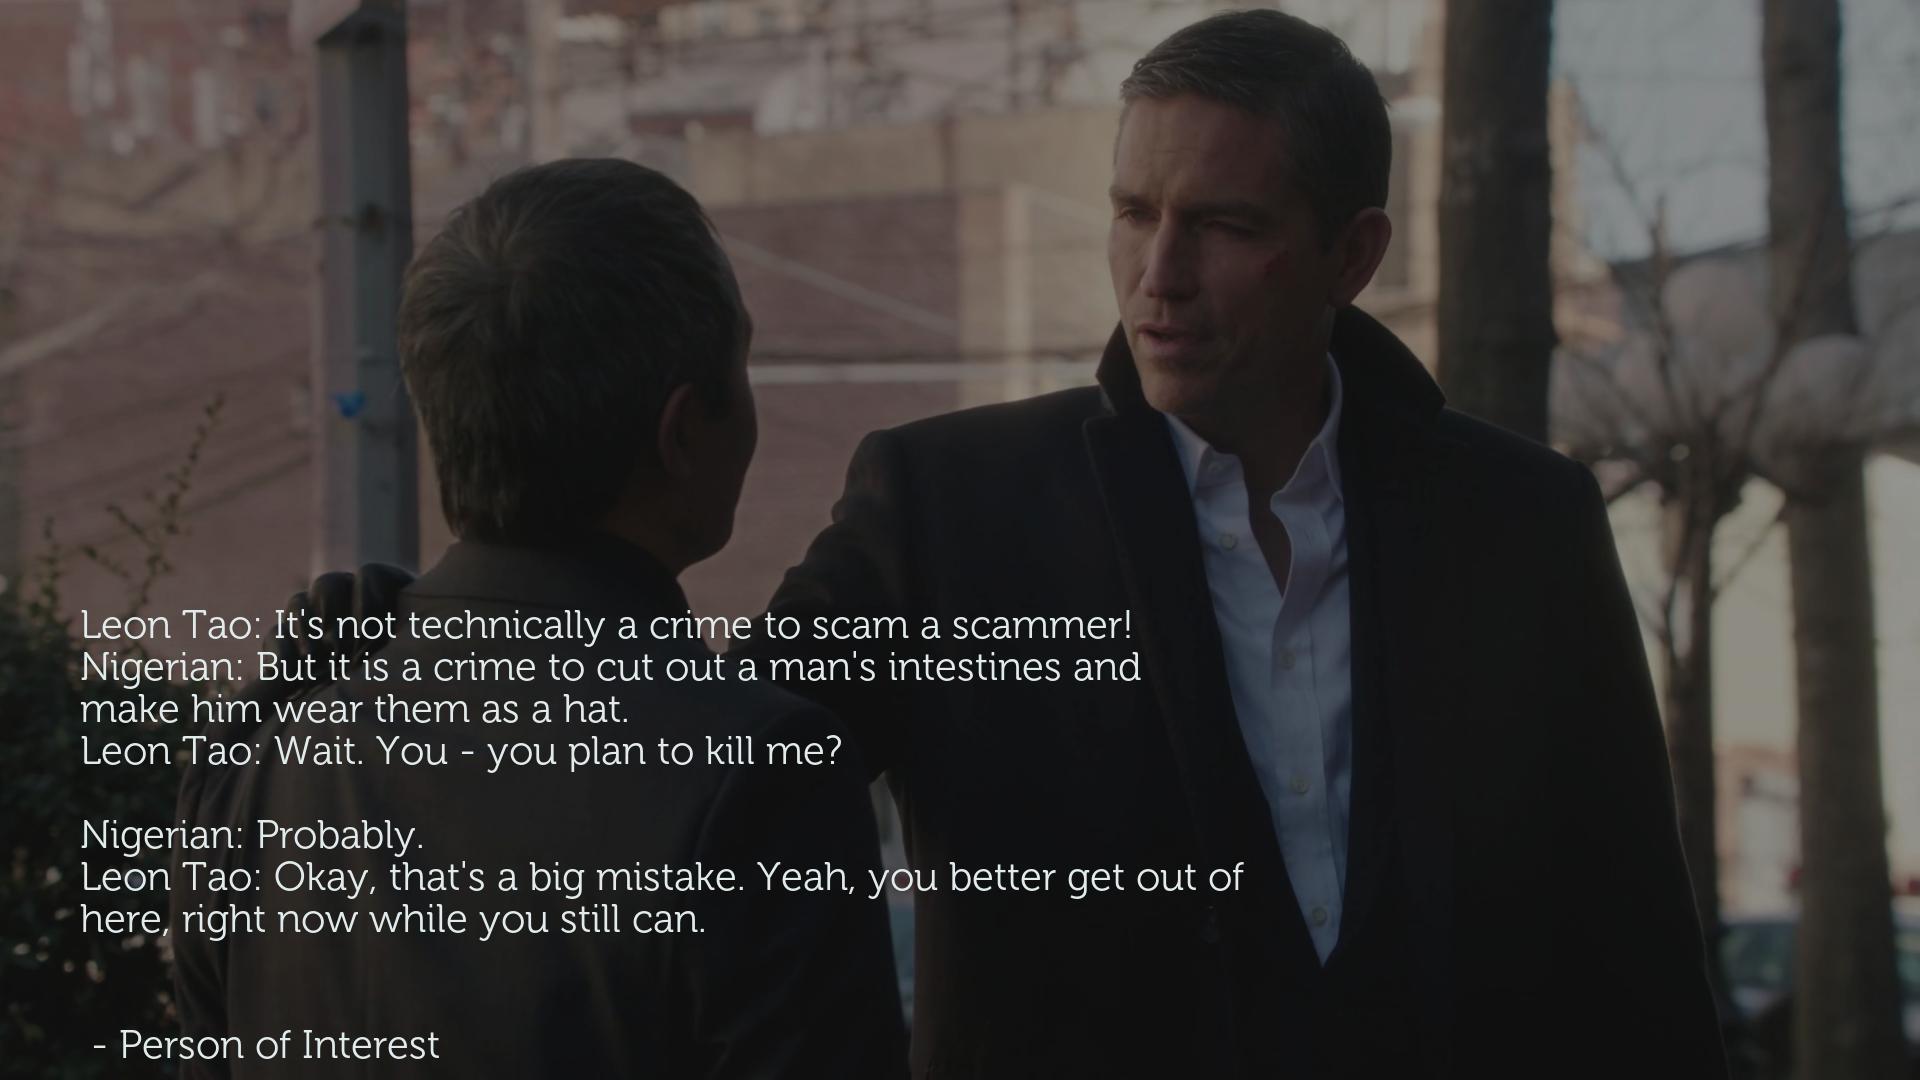 Leon Tao: It's not technically a crime to scam a scammer!
Nigerian: But it is a crime to cut out a man's intestines and
make him wear them as a hat.
Leon Tao: Wait. You - you plan to kill me?
Nigerian: Probably.
Leon Tao: Okay, that's a big mistake. Yeah, you better get out of
here, right now while you still can.
- Person of Interest